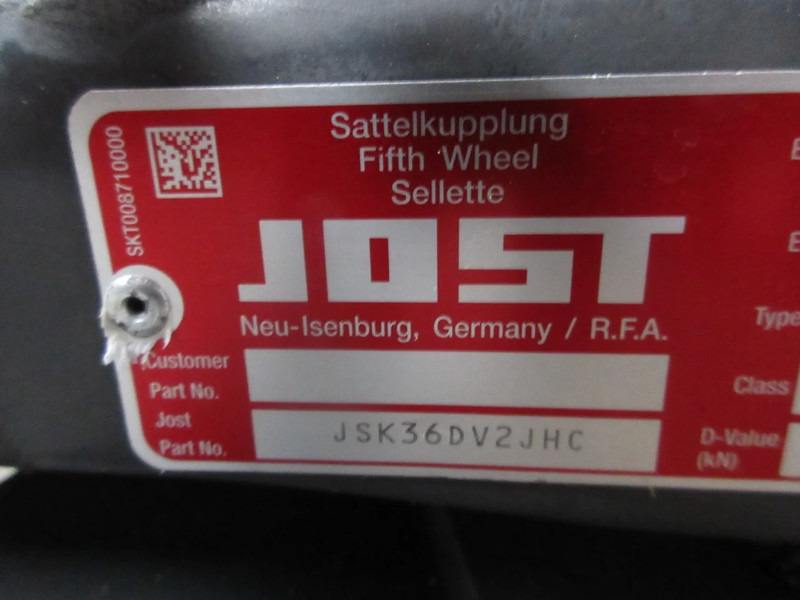 SKT008710000
Sattelkupplung
Fifth Wheel
Sellette
JOST
Neu-Isenburg, Germany / R.F.A.
Customer
Part No.
Jost
Part No.
JSK36DV2JHC
E
E
Type
Class
D-Value
(kN)